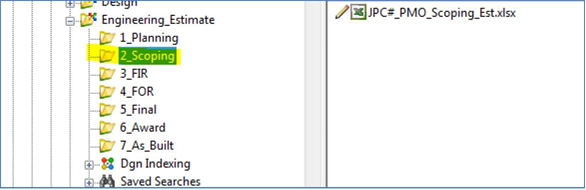 Design
Engineering_Estimate
1_Planning
2_Scoping
3_FIR
4_FOR
5_Final
6_Award
7_As_Built
Dgn Indexing
Saved Searches
JPC#_PMO_Scoping_Est.xlsx